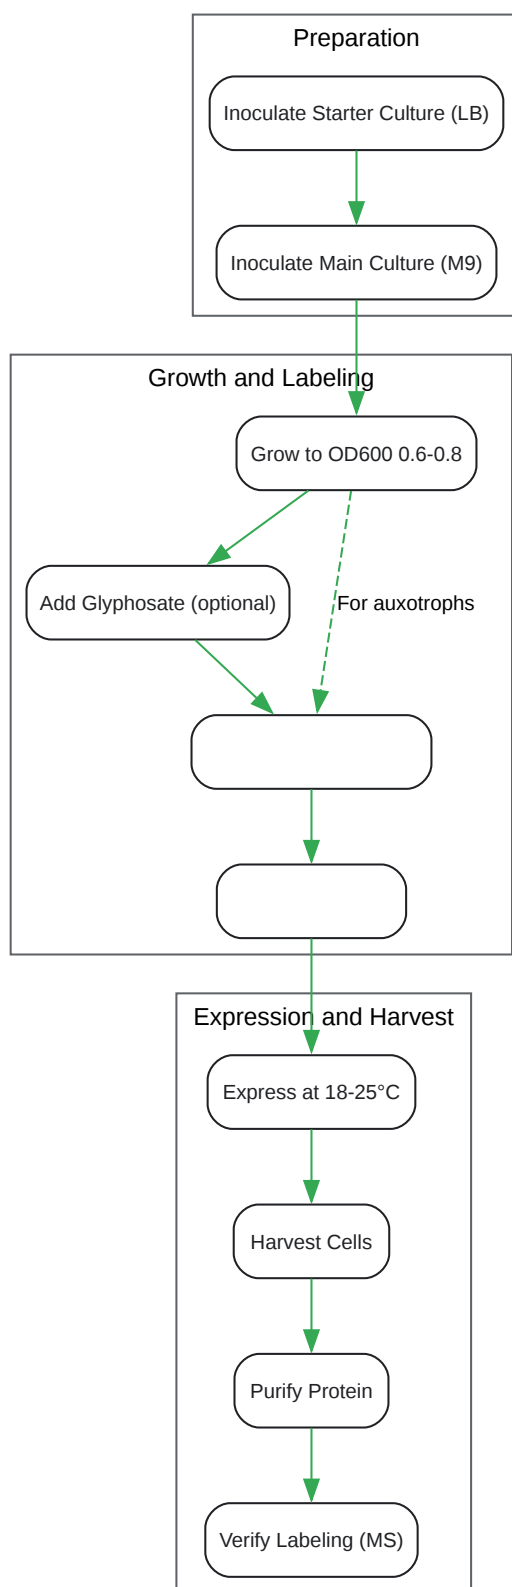 Preparation
Inoculate Starter Culture (LB)
Inoculate Main Culture (M9)
Growth and Labeling
Grow to OD600 0.6-0.8
Add Glyphosate (optional)
For auxotrophs
Expression and Harvest
Express at 18-25°C
Harvest Cells
Purify Protein
Verify Labeling (MS)